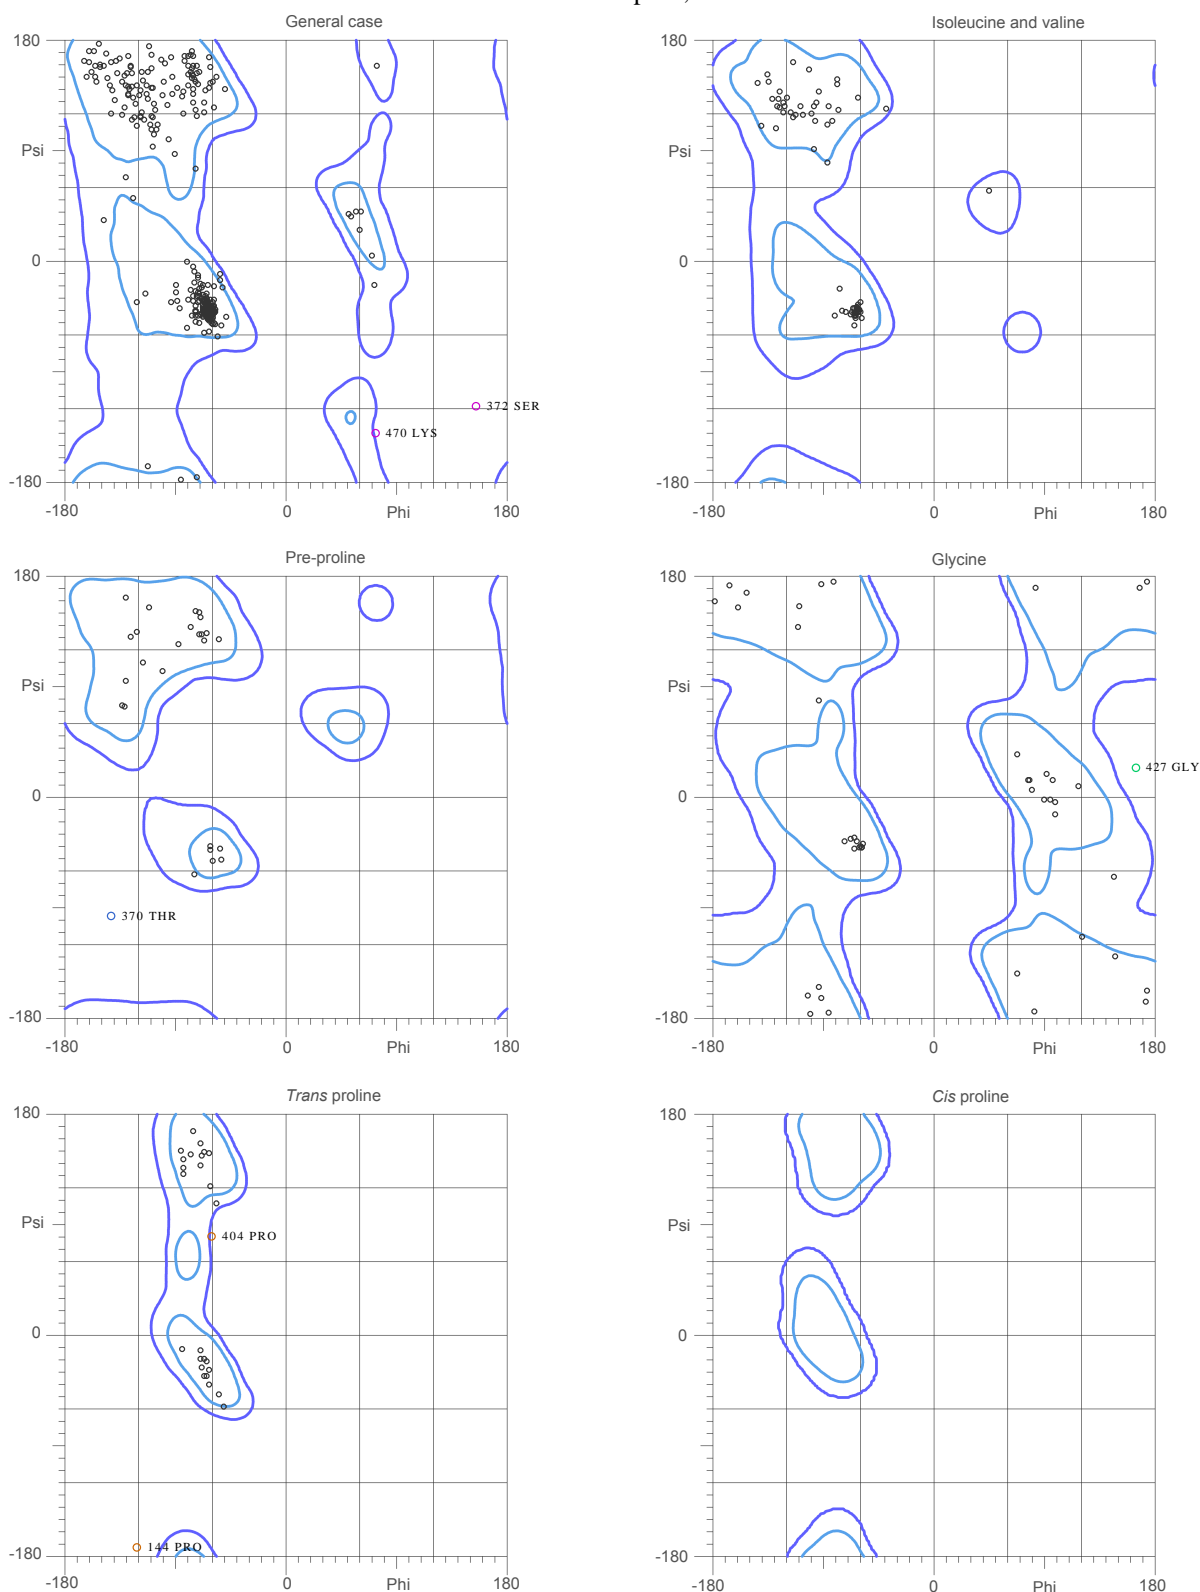 General case
Isoleucine and valine
180
Psi
0
372 SER
470 LYS
-180
-180
0
Phi
180
180
Psi
0
-180
-180
0
Phi
180
Pre-proline
Glycine
180
Psi
0
370 THR
-180
-180
0
Phi
180
180
Psi
427 GLY
0
-180
-180
0
Phi
180
Trans proline
Cis proline
180
Psi
404 PRO
0
144 PRO
-180
-180
0
Phi
180
180
Psi
0
-180
-180
0
Phi
180